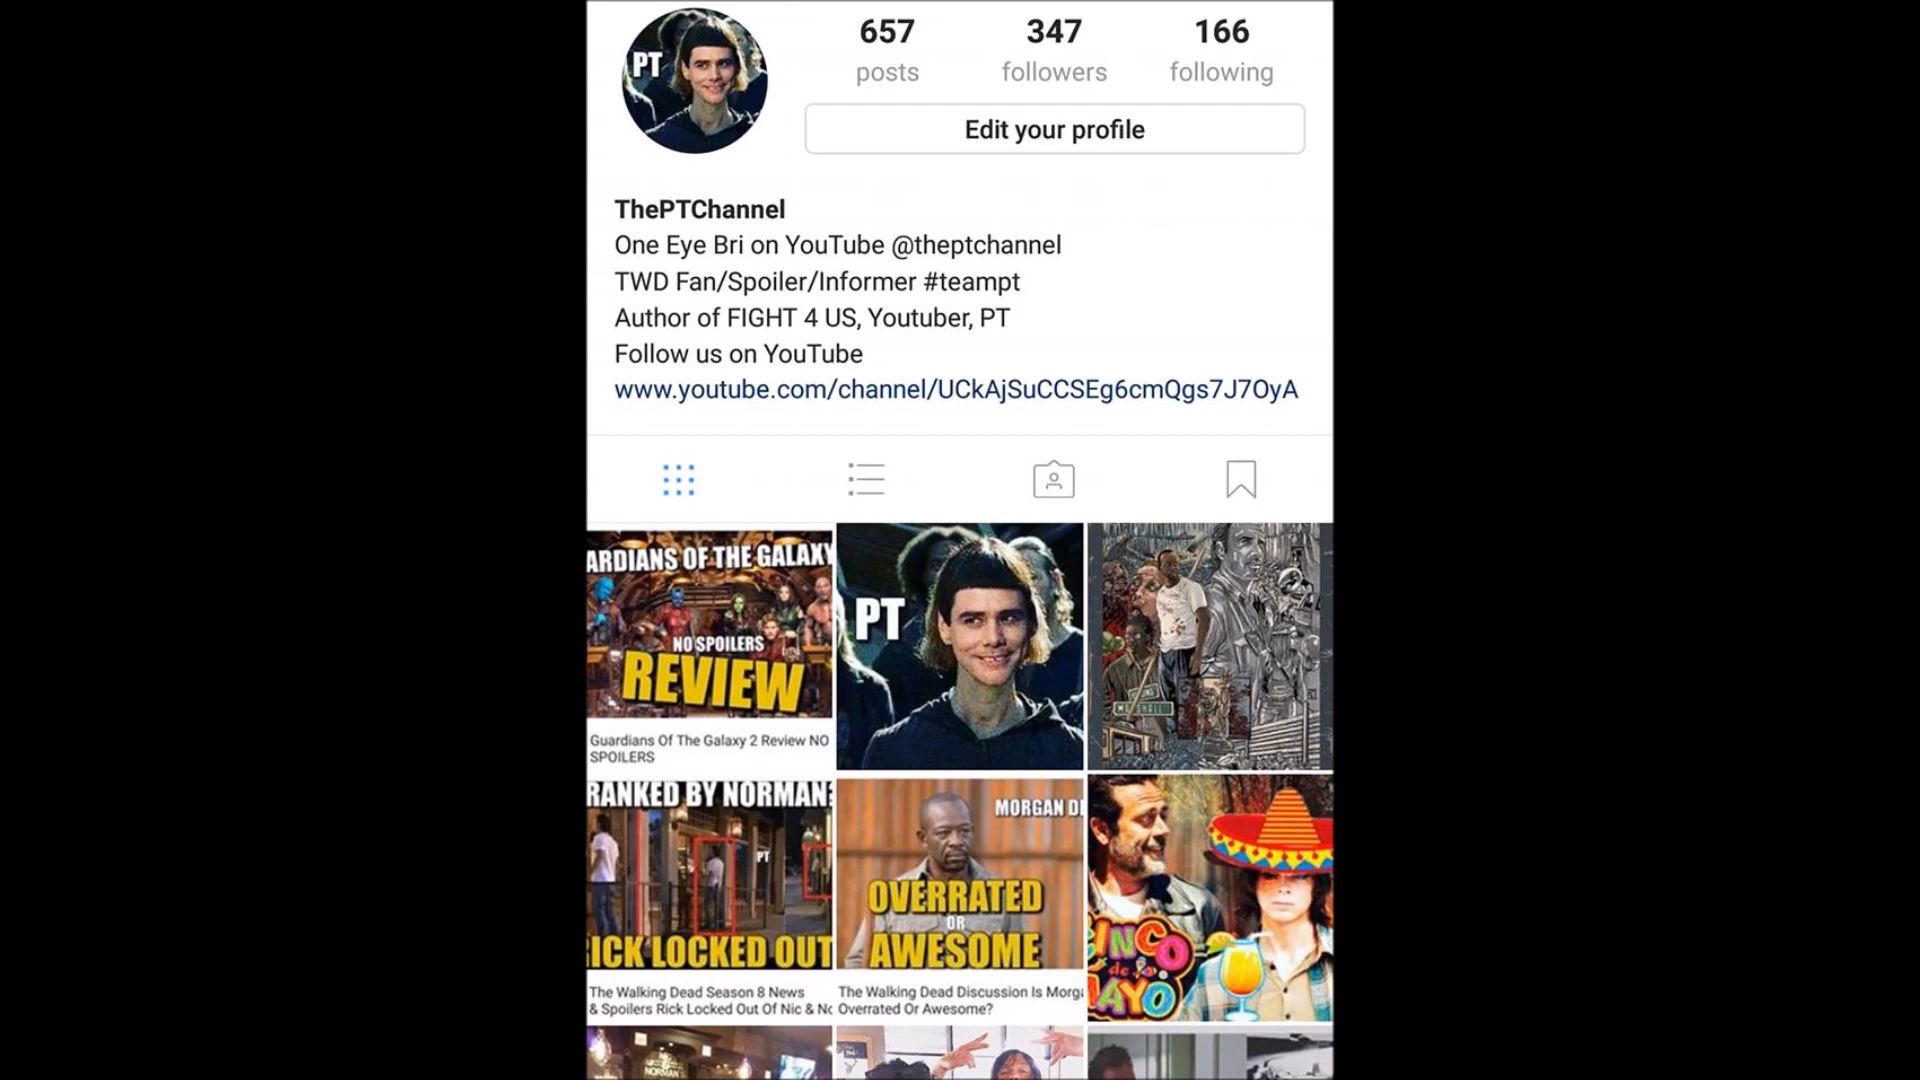 PT
657
347
166
posts
followers
following
Edit your profile
ThePTChannel
One Eye Bri on YouTube @theptchannel
TWD Fan/Spoiler/Informer #teampt
Author of FIGHT 4 US, Youtuber, PT
Follow us on YouTube
www.youtube.com/channel/UCkAjSuCCSEg6cmQgs7J7OyA
ARDIANS OF THE GALAXY
NO SPOILERS
REVIEW
Guardians Of The Galaxy 2 Review NO
SPOILERS
PT
RANKED BY NORMAN
PT
ICK LOCKED OUT
The Walking Dead Season 8 News
& Spoilers Rick Locked Out Of Nic & No
MORGAN D
OVERRATED
OR
AWESOME
The Walking Dead Discussion Is Morga
Overrated Or Awesome?
INCO
de
AYO